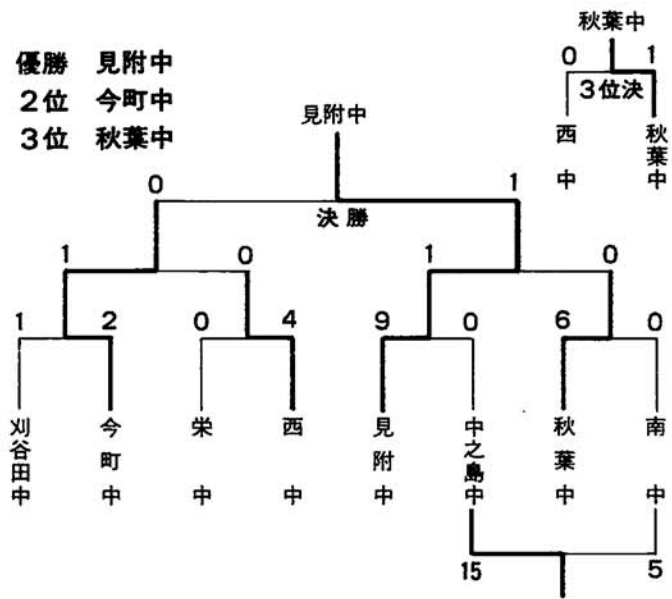 優勝 見附中
2位 今町中
3位 秋葉中
秋葉中
0 1
3位決
西中
秋葉中
見附中
0 1
決勝
1 0 1 0
1 2 0 4 9 0 6 0
刈谷田中
今町中
栄中
西中
見附中
中之島中
秋葉中
南中
15 5